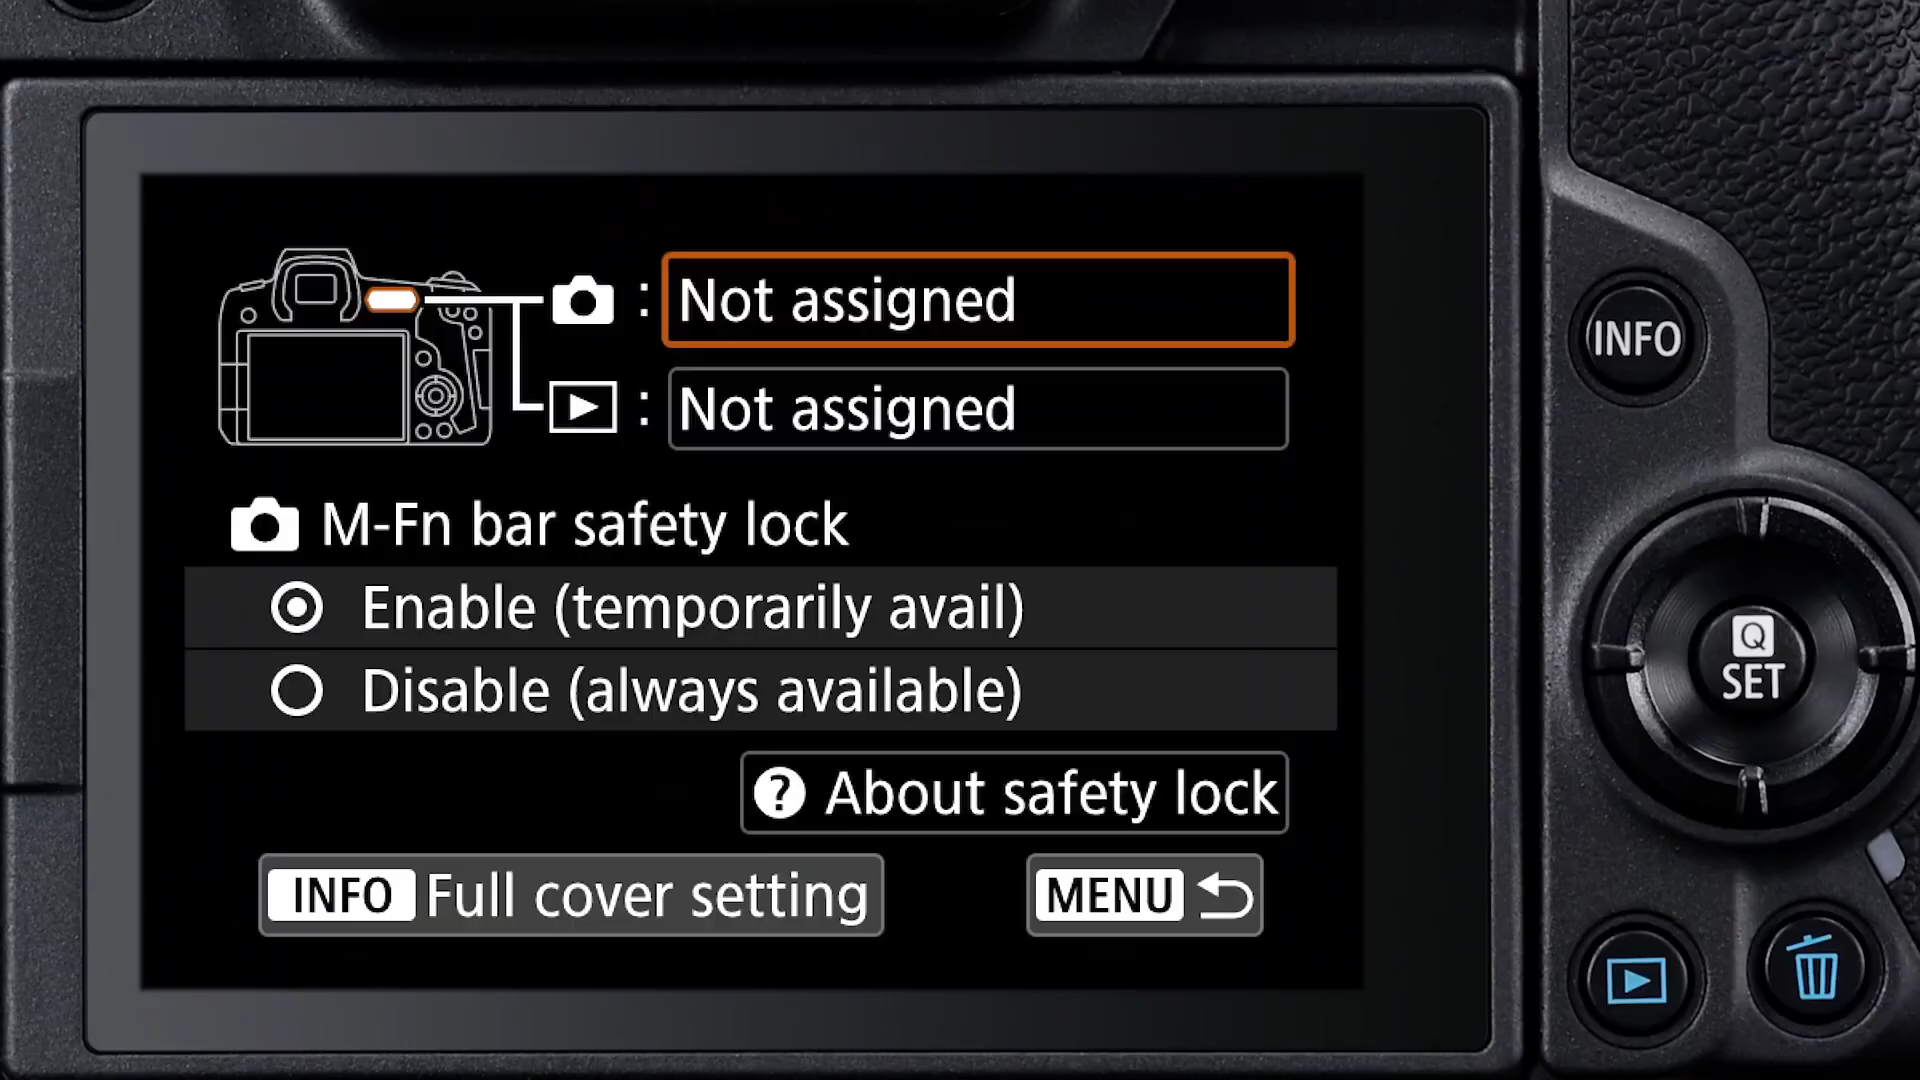 : Not assigned
: Not assigned
M-Fn bar safety lock
Enable (temporarily avail)
Disable (always available)
? About safety lock
INFO Full cover setting
MENU
INFO
Q
SET